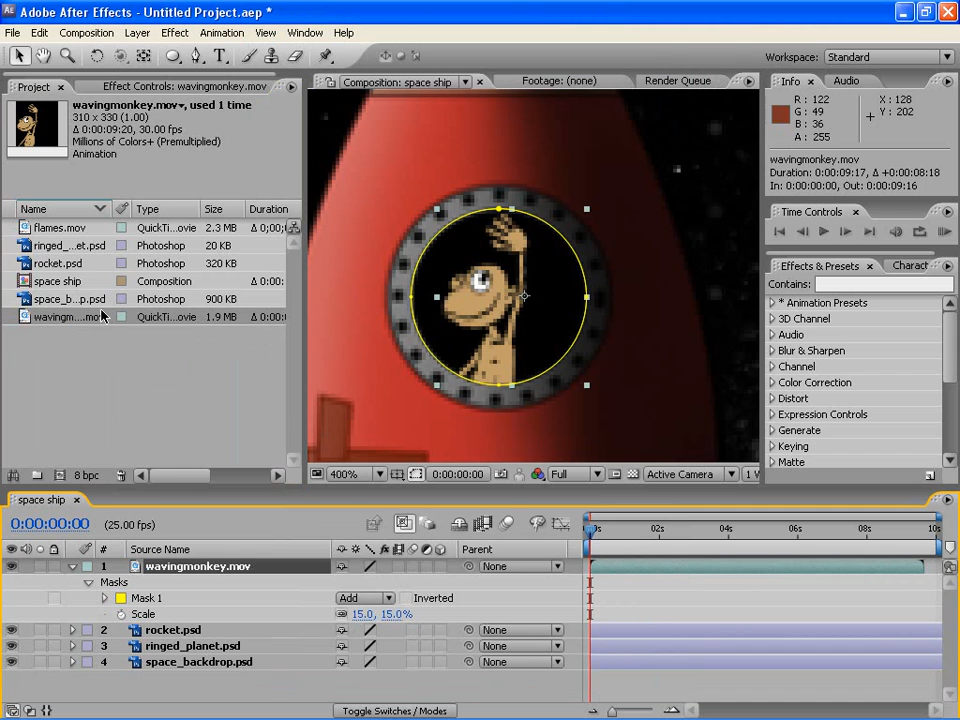 Adobe After Effects - Untitled Project.aep *
File Edit Composition Layer Effect Animation View Window Help
Workspace: Standard
Project Effect Controls: wavingmonkey.mov
wavingmonkey.mov, used 1 time
310 x 330 (1.00)
Δ 0:00:09:20, 30.00 fps
Millions of Colors+ (Premultiplied)
Animation
Name Type Size Duration
flames.mov QuickTi...ovie 2.3 MB Δ 0;00;
ringed_...et.psd Photoshop 20 KB
rocket.psd Photoshop 320 KB
space ship Composition Δ 0:00:
space_b...p.psd Photoshop 900 KB
wavingm....mov QuickTi...ovie 1.9 MB Δ 0:00:
8 bpc
Composition: space ship Footage: (none) Render Queue
400% 0:00:00:00 Full Active Camera 1 V
Info Audio
R : 122 X : 128
G : 49 Y : 202
B : 36
A : 255
wavingmonkey.mov
Duration: 0:00:09:17, Δ +0:00:08:18
In: 0:00:00:00, Out: 0:00:09:16
Time Controls
Effects & Presets Charact
Contains:
* Animation Presets
3D Channel
Audio
Blur & Sharpen
Channel
Color Correction
Distort
Expression Controls
Generate
Keying
Matte
space ship
0:00:00:00 (25.00 fps)
02s 04s 06s 08s 10s
# Source Name Parent
1 wavingmonkey.mov None
Masks
Mask 1 Add Inverted
Scale 15.0, 15.0%
2 rocket.psd None
3 ringed_planet.psd None
4 space_backdrop.psd None
Toggle Switches / Modes